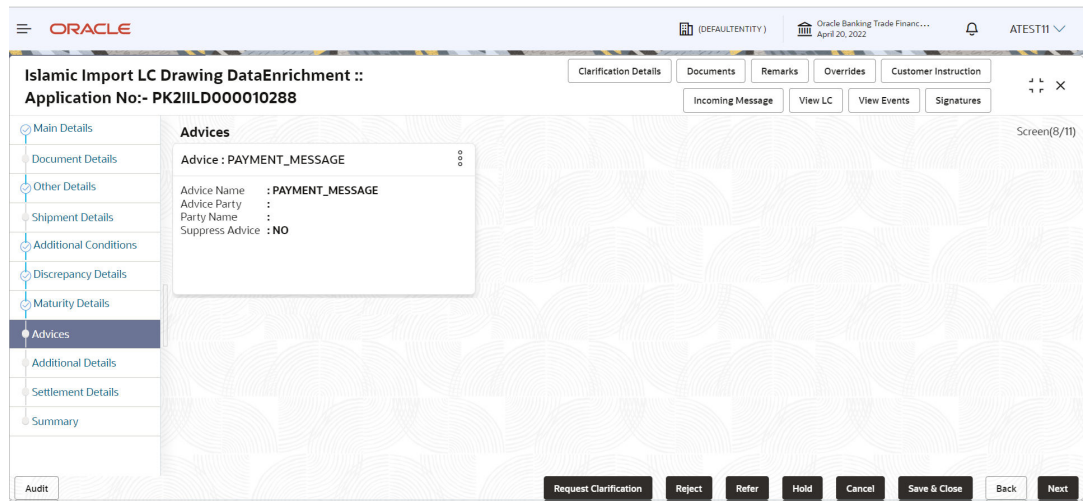 ORACLE
(DEFAULTENTITY)
Oracle Banking Trade Financ...
April 20, 2022
ATEST11
Islamic Import LC Drawing DataEnrichment ::
Application No:- PK2IILD000010288
Clarification Details
Documents
Remarks
Overrides
Customer Instruction
Incoming Message
View LC
View Events
Signatures
Main Details
Document Details
Other Details
Shipment Details
Additional Conditions
Discrepancy Details
Maturity Details
Advices
Additional Details
Settlement Details
Summary
Advices
Screen(8/11)
Advice : PAYMENT_MESSAGE
Advice Name : PAYMENT_MESSAGE
Advice Party :
Party Name :
Suppress Advice : NO
Audit
Request Clarification
Reject
Refer
Hold
Cancel
Save & Close
Back
Next